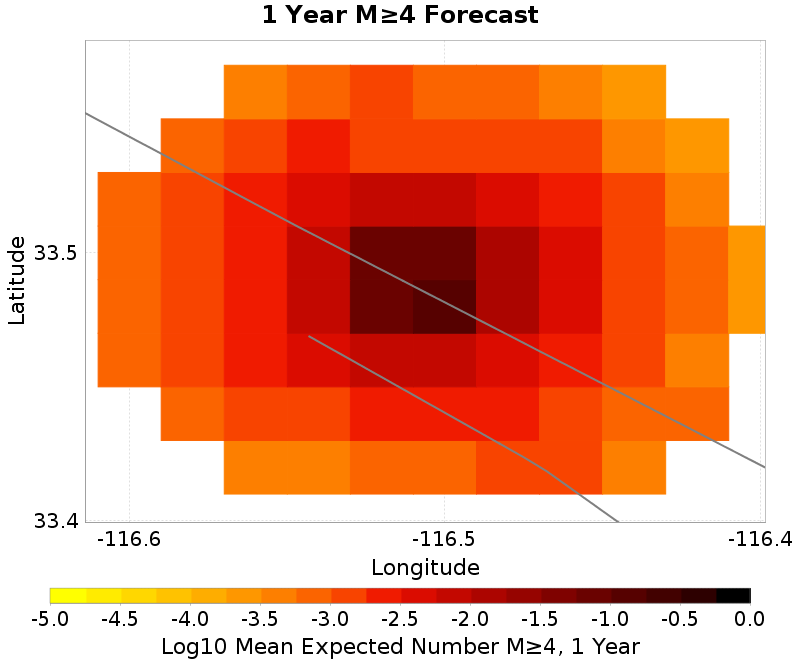 1 Year M≥4 Forecast
Latitude
33.5
33.4
-116.6 -116.5 -116.4
Longitude
-5.0 -4.5 -4.0 -3.5 -3.0 -2.5 -2.0 -1.5 -1.0 -0.5 0.0
Log10 Mean Expected Number M≥4, 1 Year